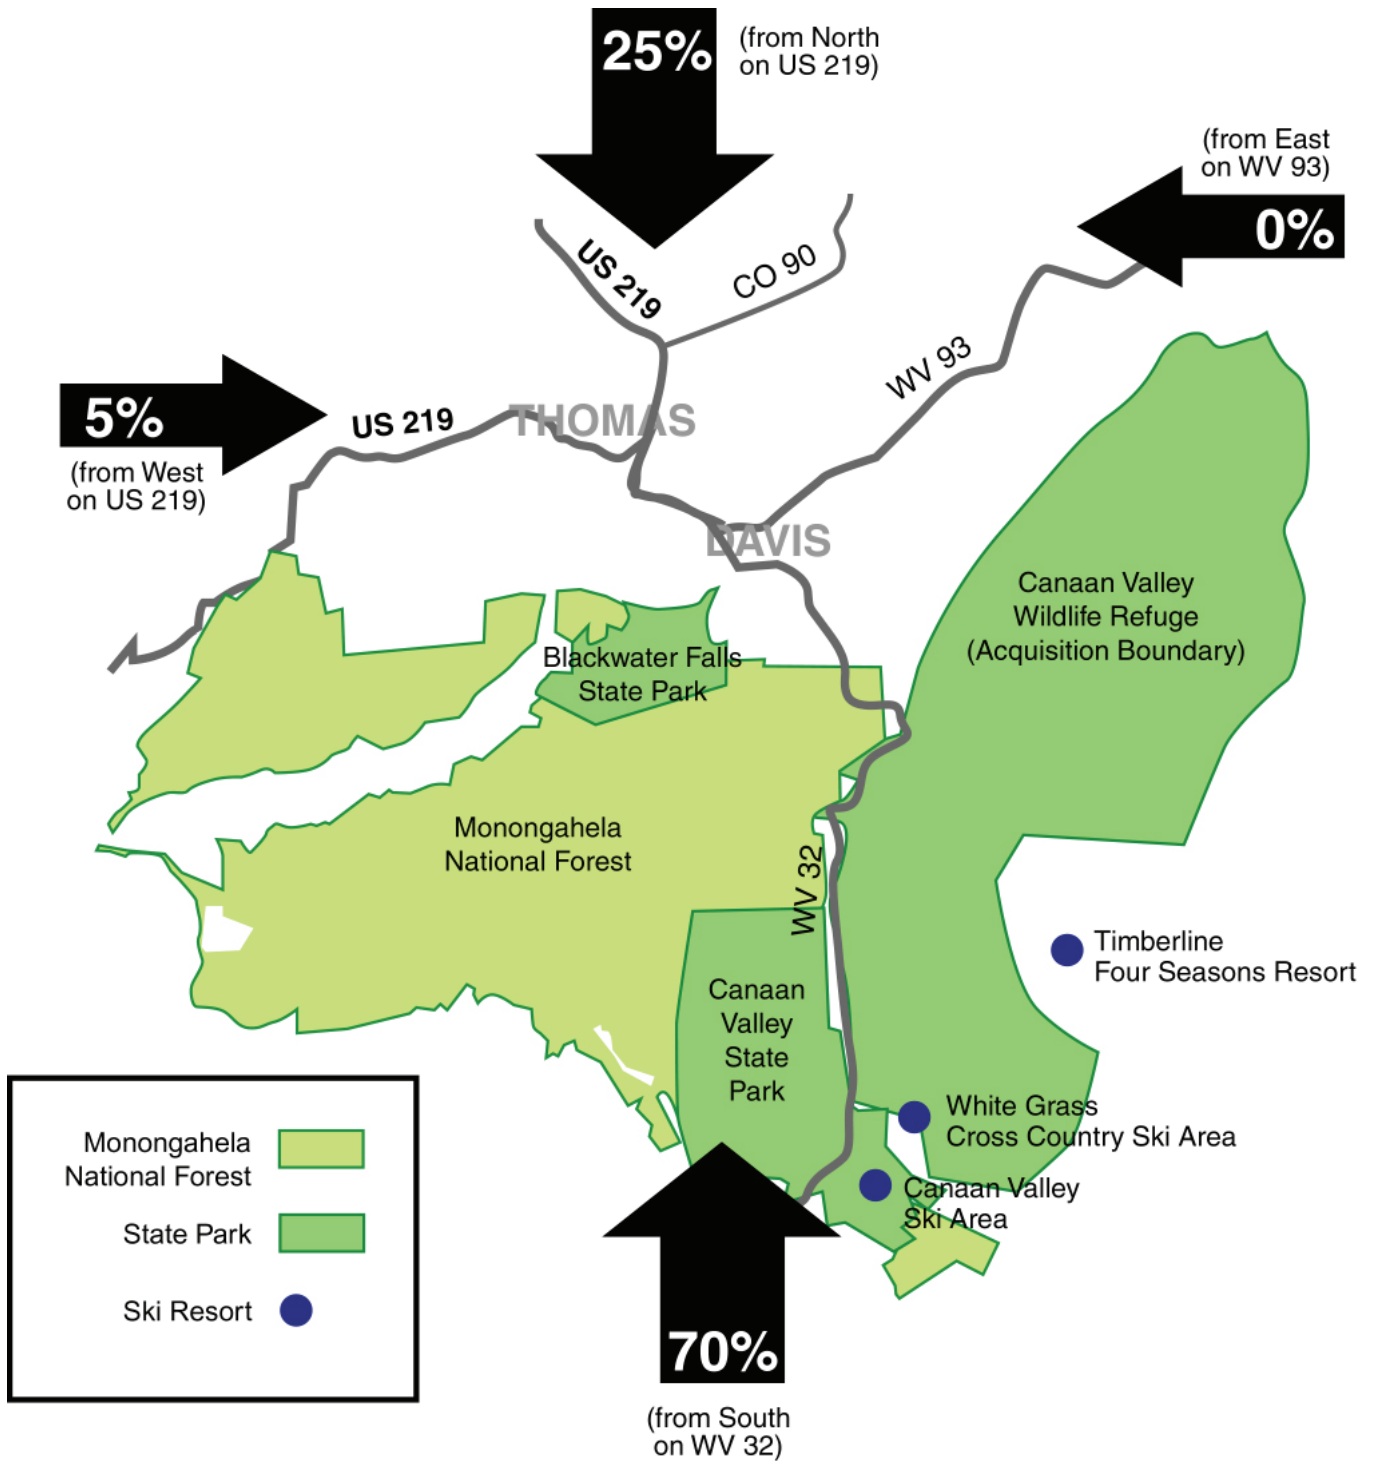 25%
(from North
on US 219)
(from East
on WV 93)
0%
US 219
CO 90
WV 93
5%
(from West
on US 219)
US 219
THOMAS
DAVIS
Canaan Valley
Wildlife Refuge
(Acquisition Boundary)
Blackwater Falls
State Park
Monongahela
National Forest
WV 32
Timberline
Four Seasons Resort
Canaan
Valley
State
Park
White Grass
Cross Country Ski Area
Canaan Valley
Ski Area
Monongahela
National Forest
State Park
Ski Resort
70%
(from South
on WV 32)